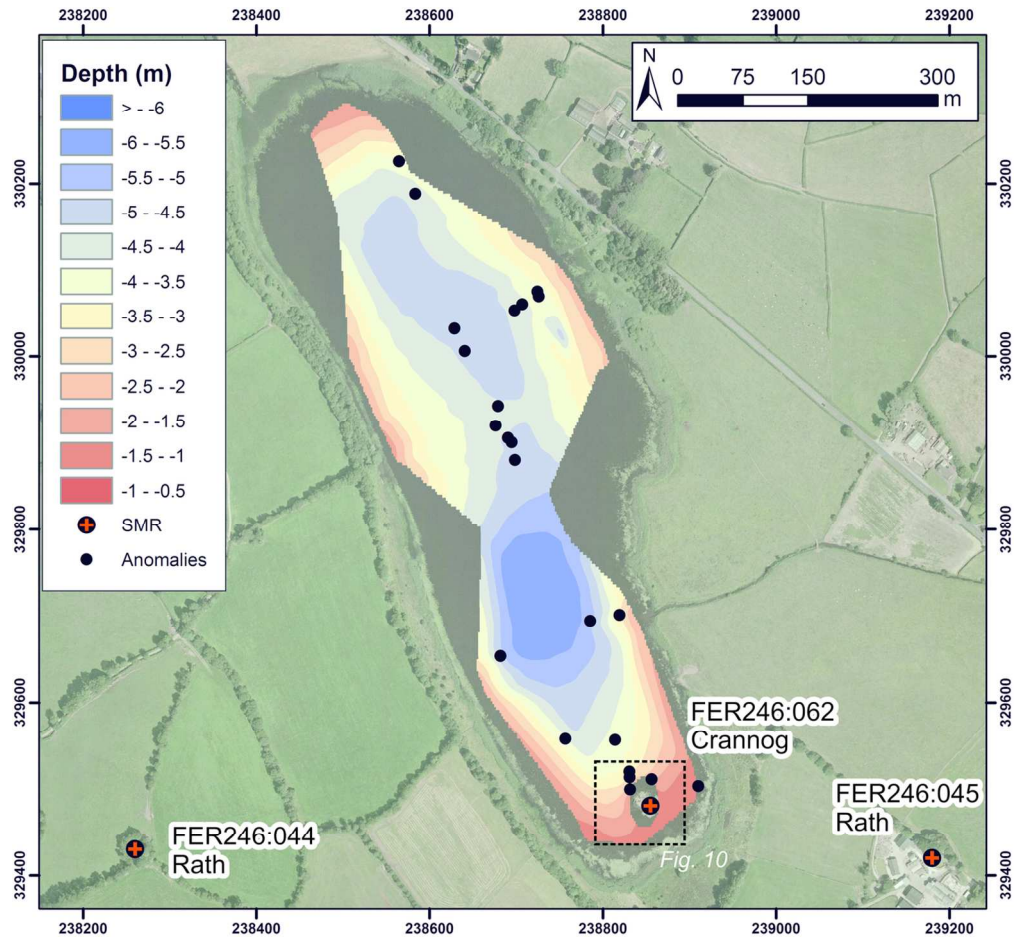 238200 238400 238600 238800 239000 239200
Depth (m)
> - -6
-6 - -5.5
-5.5 - -5
-5 - -4.5
-4.5 - -4
-4 - -3.5
-3.5 - -3
-3 - -2.5
-2.5 - -2
-2 - -1.5
-1.5 - -1
-1 - -0.5
SMR
Anomalies
N
0 75 150 300
m
330200 330200
330000 330000
329800 329800
329600 329600
329400 329400
FER246:062
Crannog
FER246:045
Rath
FER246:044
Rath
Fig. 10
238200 238400 238600 238800 239000 239200